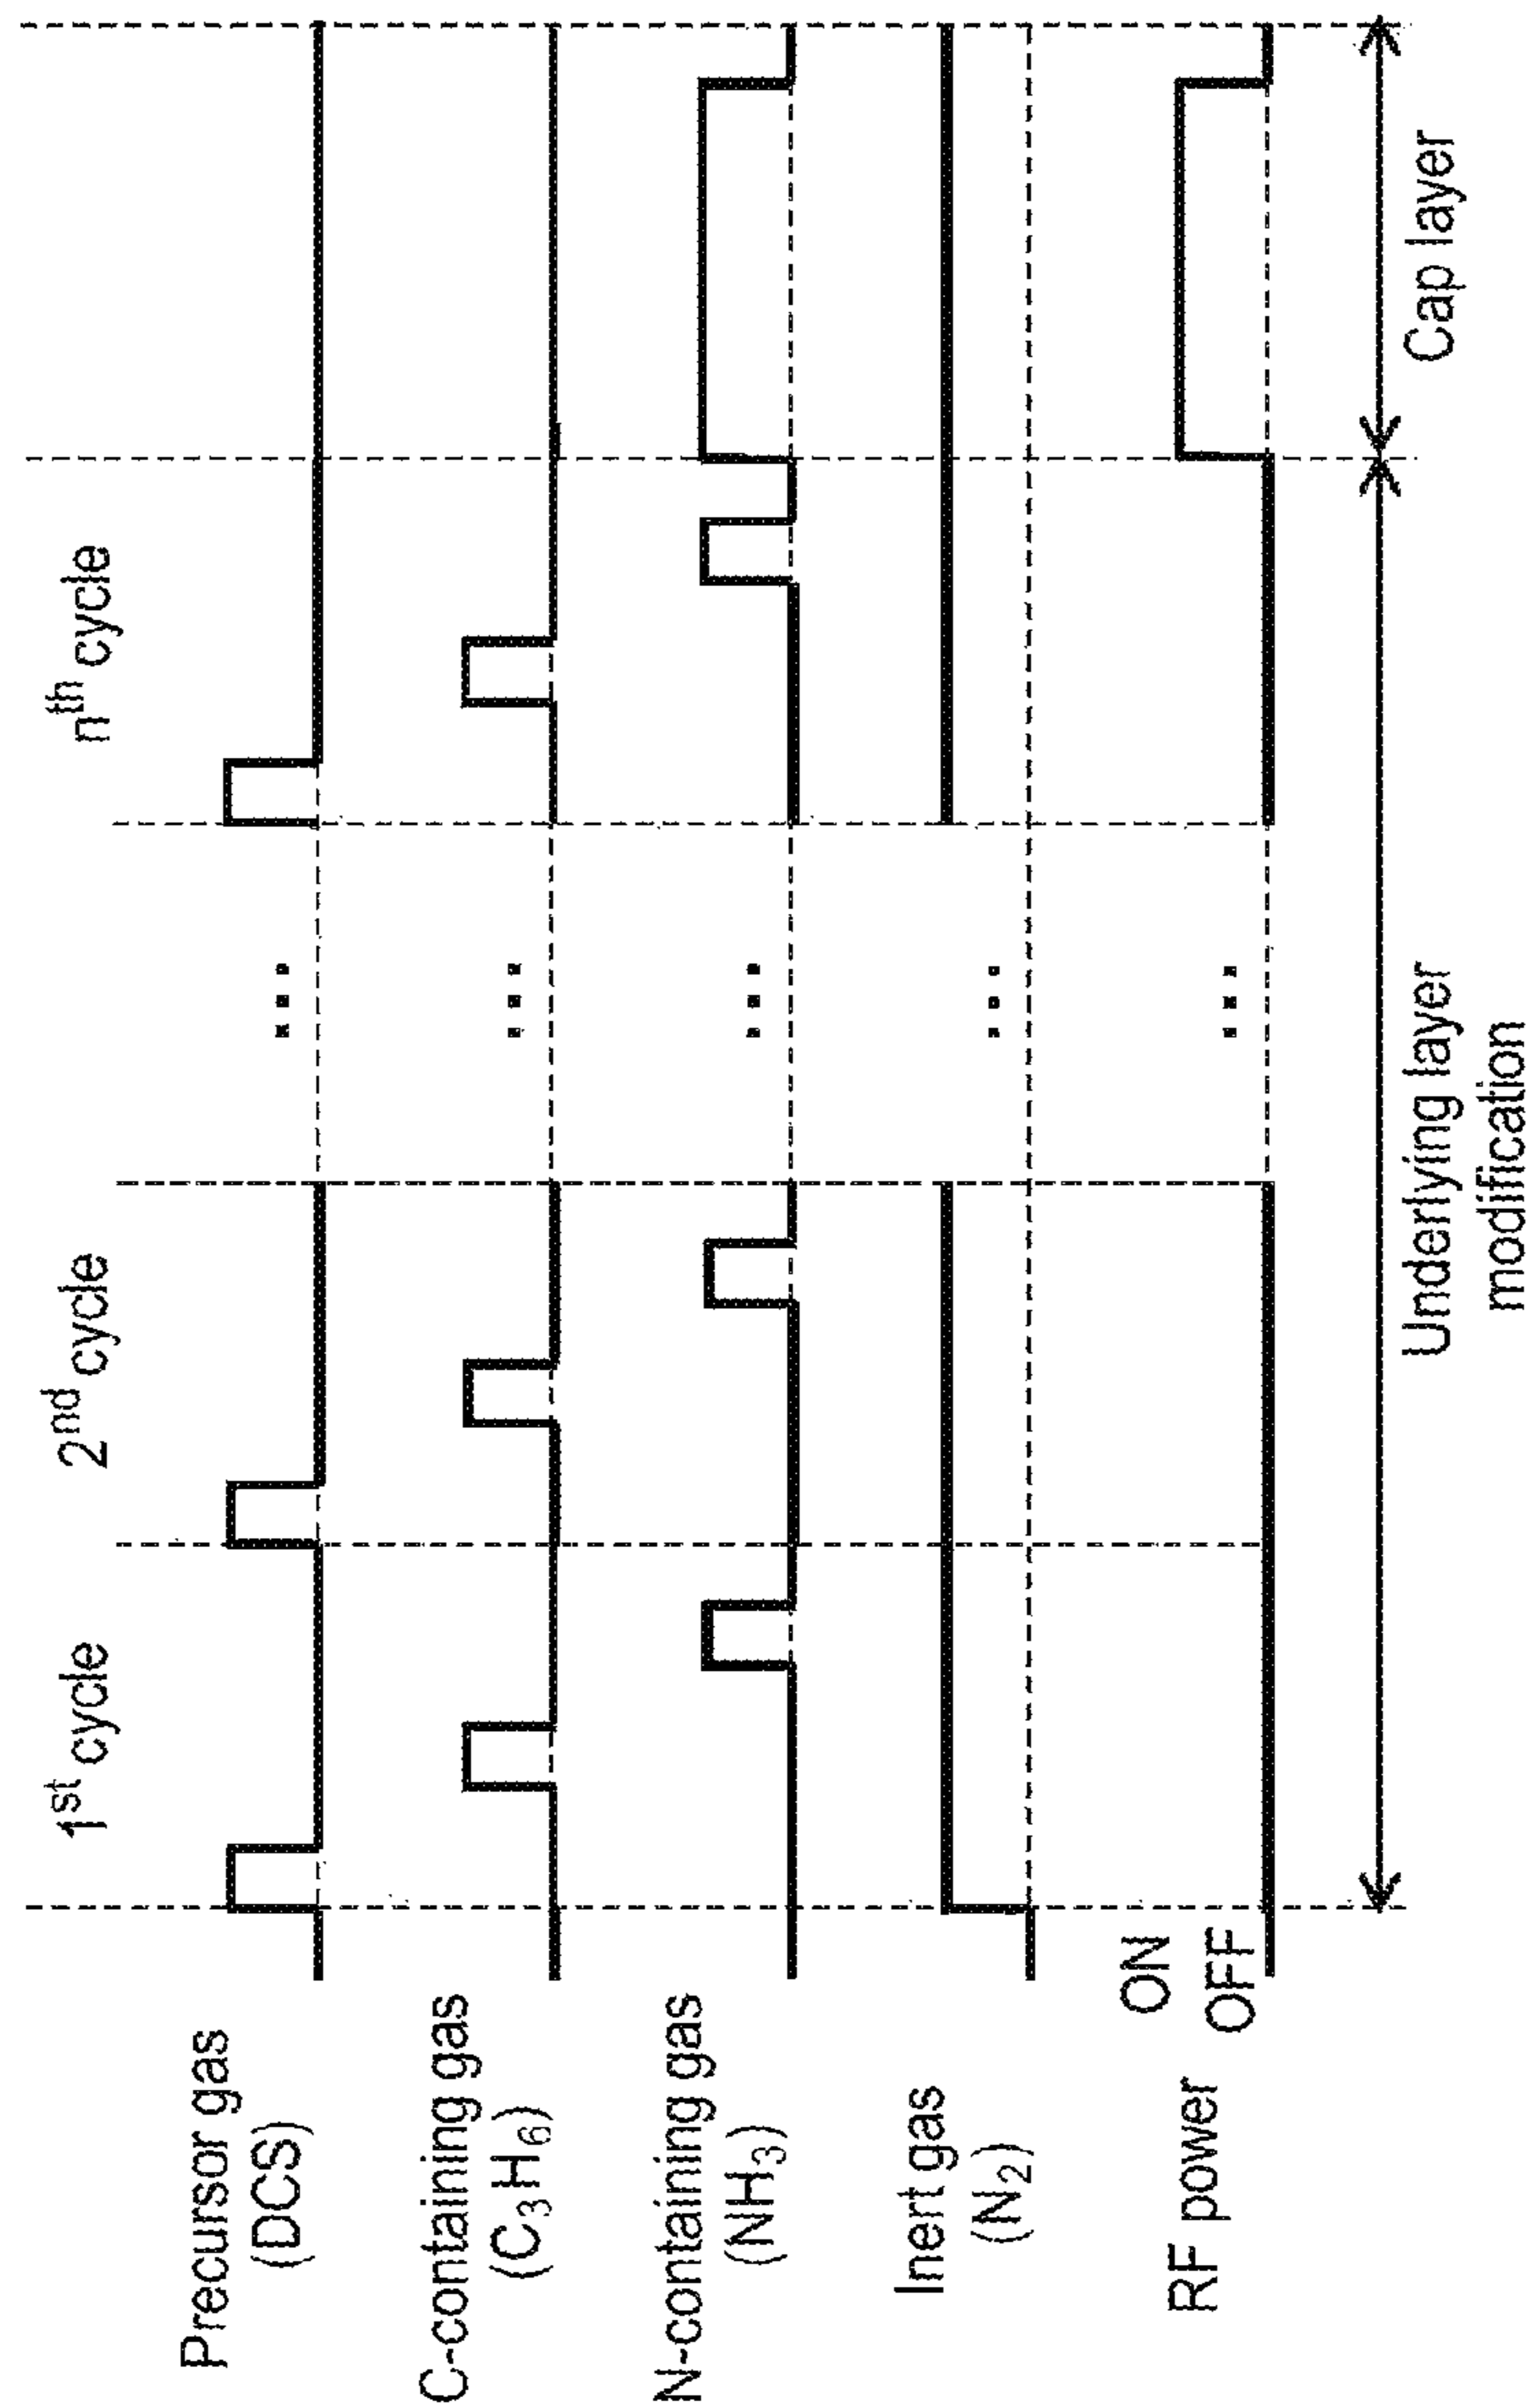 1st cycle
2nd cycle
nth cycle
Precursor gas
(DCS)
...
C-containing gas
(C3H6)
...
N-containing gas
(NH3)
...
Inert gas
(N2)
...
ON
RF power
OFF
...
Underlying layer
modification
Cap layer